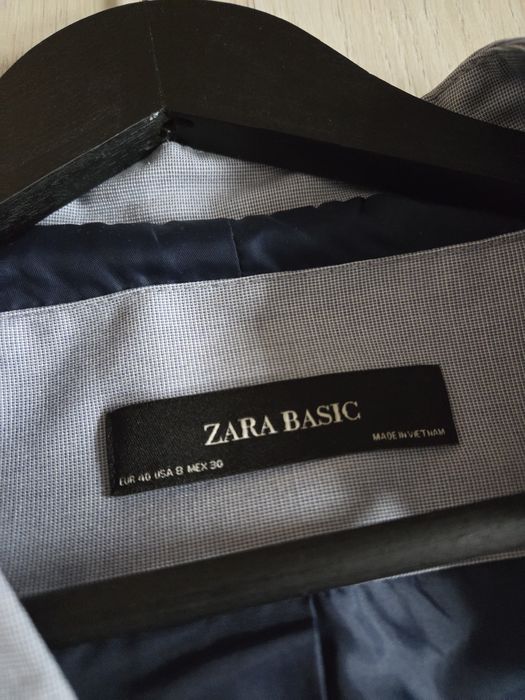 ZARA BASIC
MADE IN VIETNAM
EUR 40 USA 8 MEX 30